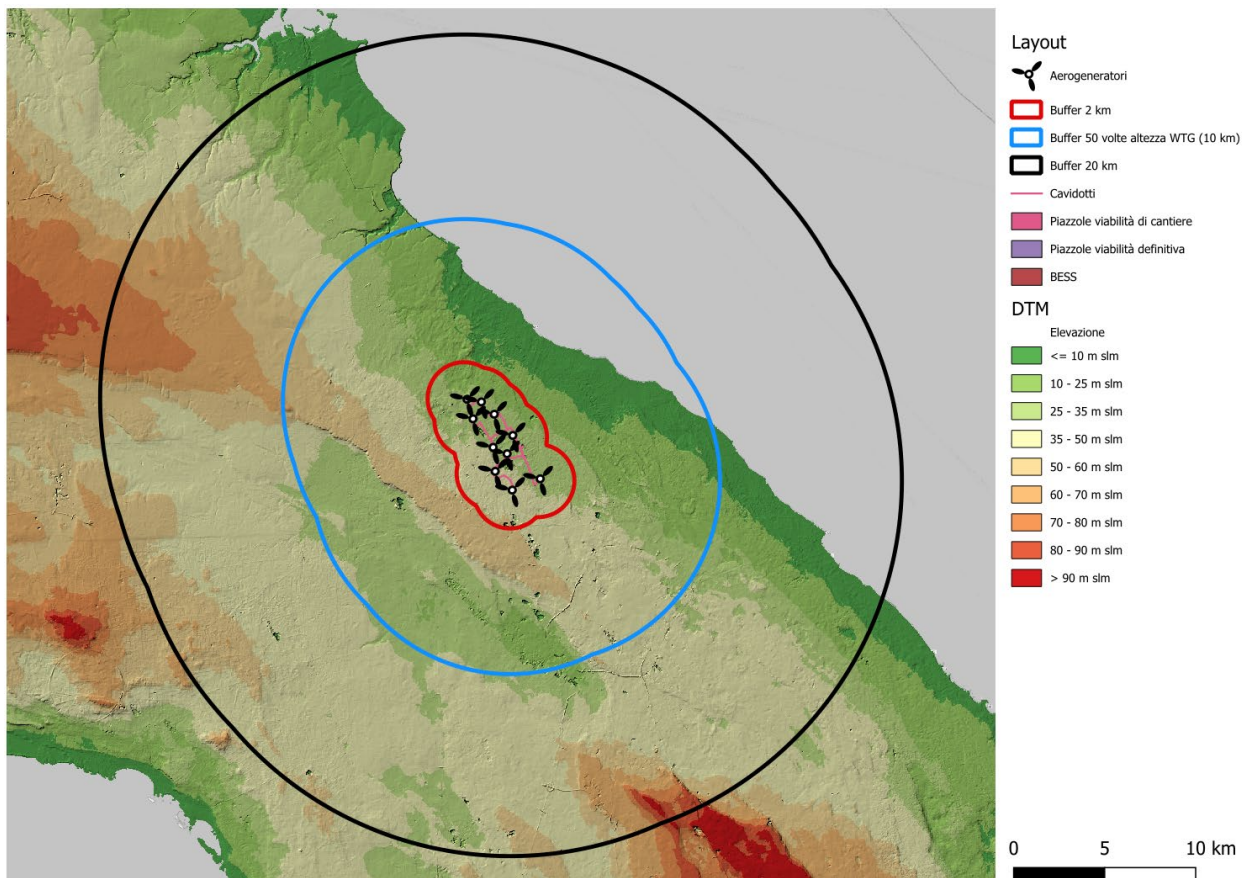 Layout
Aerogeneratori
Buffer 2 km
Buffer 50 volte altezza WTG (10 km)
Buffer 20 km
Cavidotti
Piazzole viabilità di cantiere
Piazzole viabilità definitiva
BESS
DTM
Elevazione
<= 10 m slm
10 - 25 m slm
25 - 35 m slm
35 - 50 m slm
50 - 60 m slm
60 - 70 m slm
70 - 80 m slm
80 - 90 m slm
> 90 m slm
0 5 10 km